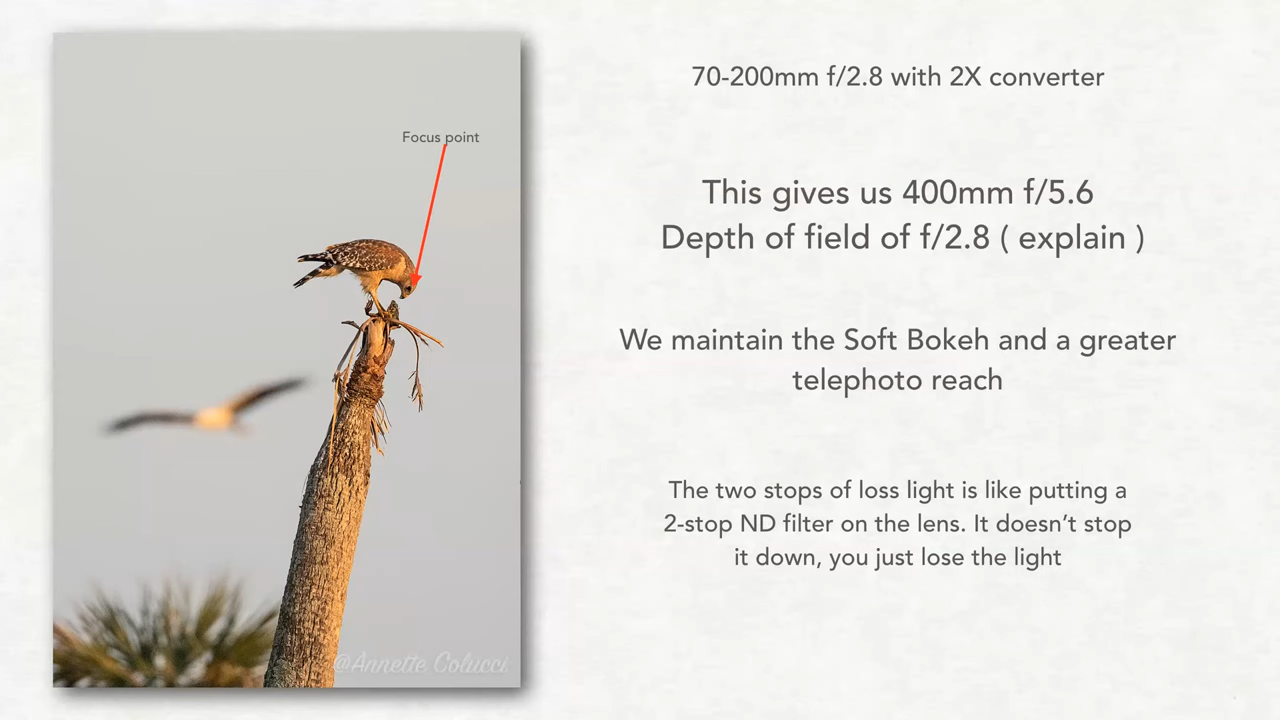 70-200mm f/2.8 with 2X converter
Focus point
This gives us 400mm f/5.6
Depth of field of f/2.8 ( explain )
We maintain the Soft Bokeh and a greater
telephoto reach
The two stops of loss light is like putting a
2-stop ND filter on the lens. It doesn’t stop
it down, you just lose the light
@Annette Colucci